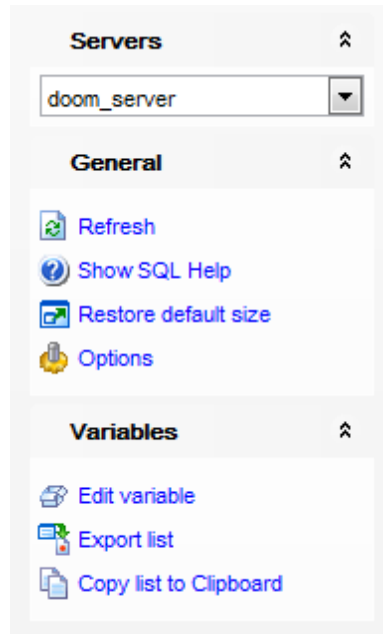 Servers
doom_server
General
Refresh
Show SQL Help
Restore default size
Options
Variables
Edit variable
Export list
Copy list to Clipboard